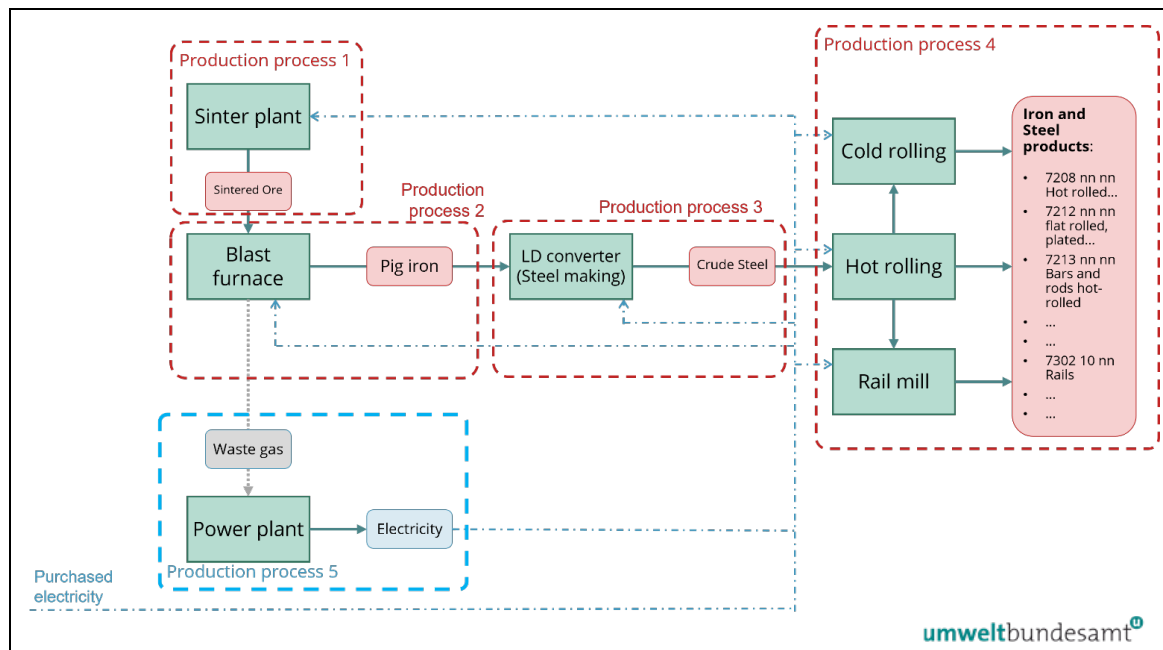 Production process 1
Sinter plant
Sintered Ore
Production
process 2
Blast
furnace
Pig iron
Production process 3
LD converter
(Steel making)
Crude Steel
Production process 4
Cold rolling
Hot rolling
Rail mill
Iron and
Steel
products:
• 7208 nn nn
Hot rolled...
• 7212 nn nn
flat rolled,
plated...
• 7213 nn nn
Bars and
rods hot-
rolled
• ...
• ...
• 7302 10 nn
Rails
• ...
• ...
Waste gas
Power plant
Electricity
Production process 5
Purchased
electricity
umweltbundesamt u